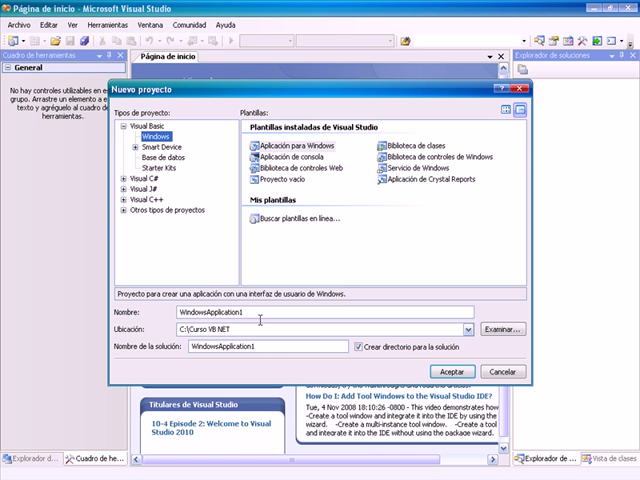 Página de inicio - Microsoft Visual Studio
Archivo Editar Ver Herramientas Ventana Comunidad Ayuda
Cuadro de herramientas
Página de inicio
Explorador de soluciones
General
No hay controles utilizables en este
grupo. Arrastre un elemento a este
texto y agréguelo al cuadro de
herramientas.
Nuevo proyecto
Tipos de proyecto:
Plantillas:
Visual Basic
Windows
Smart Device
Base de datos
Starter Kits
Visual C#
Visual J#
Visual C++
Otros tipos de proyectos
Plantillas instaladas de Visual Studio
Aplicación para Windows
Biblioteca de clases
Aplicación de consola
Biblioteca de controles de Windows
Biblioteca de controles Web
Servicio de Windows
Proyecto vacío
Aplicación de Crystal Reports
Mis plantillas
Buscar plantillas en línea...
Proyecto para crear una aplicación con una interfaz de usuario de Windows.
Nombre:
WindowsApplication1
Ubicación:
C:\Curso VB NET
Examinar...
Nombre de la solución:
WindowsApplication1
Crear directorio para la solución
Aceptar
Cancelar
How Do I: Add Tool Windows to the Visual Studio IDE?
Tue, 4 Nov 2008 18:10:26 -0800 - This video demonstrates how
-Create a tool window and integrate it into the IDE by using the
wizard. -Create a multi-instance tool window. -Create a tool
and integrate it into the IDE without using the package wizard.
Titulares de Visual Studio
10-4 Episode 2: Welcome to Visual
Studio 2010
Explorador d... Cuadro de he...
Explorador de ... Vista de clases